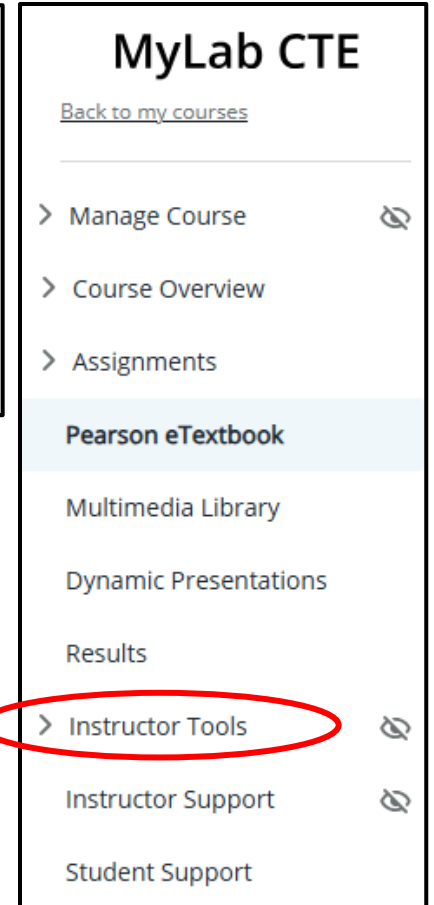 MyLab CTE
Back to my courses
Manage Course
Course Overview
Assignments
Pearson eTextbook
Multimedia Library
Dynamic Presentations
Results
Instructor Tools
Instructor Support
Student Support